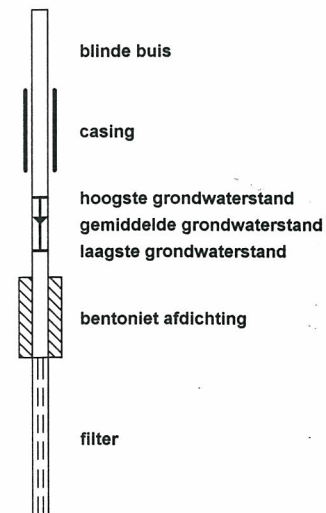 blinde buis
casing
hoogste grondwaterstand
gemiddelde grondwaterstand
laagste grondwaterstand
bentoniet afdichting
filter